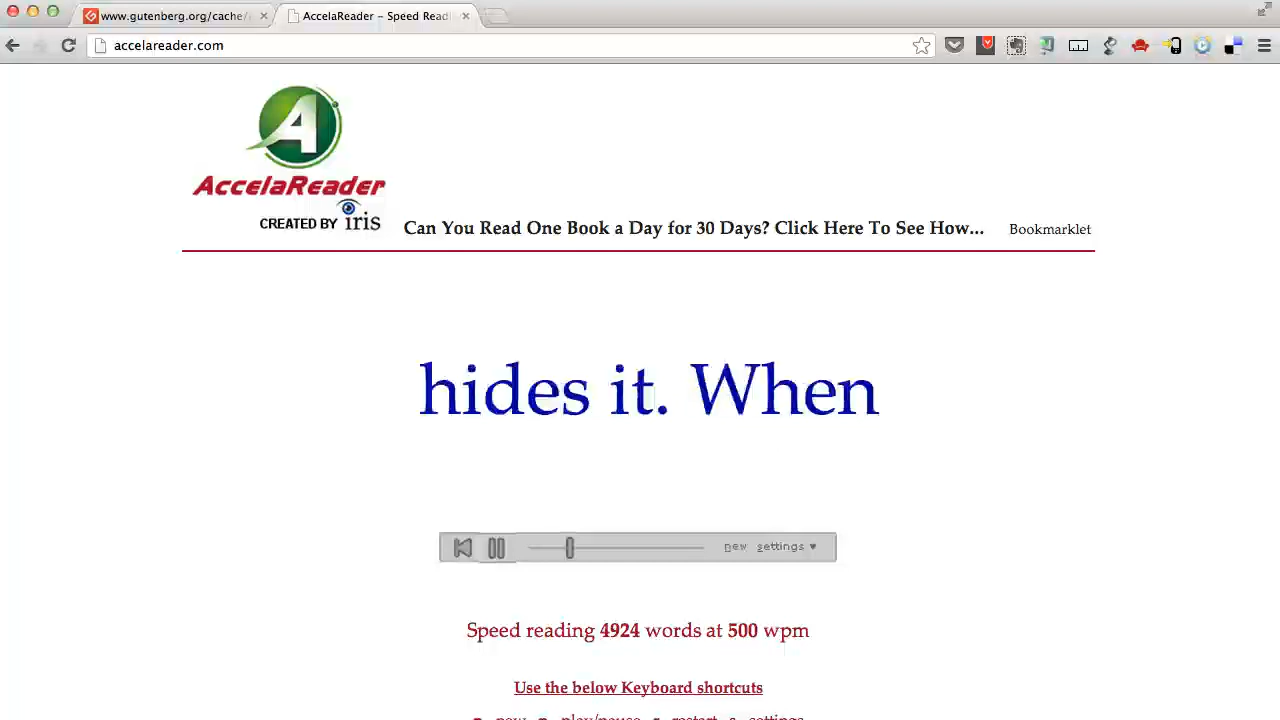 www.gutenberg.org/cache/
AccelaReader – Speed Read
accelareader.com
A
AccelaReader
CREATED BY iris
Can You Read One Book a Day for 30 Days? Click Here To See How...
Bookmarklet
hides it. When
new settings
Speed reading 4924 words at 500 wpm
Use the below Keyboard shortcuts